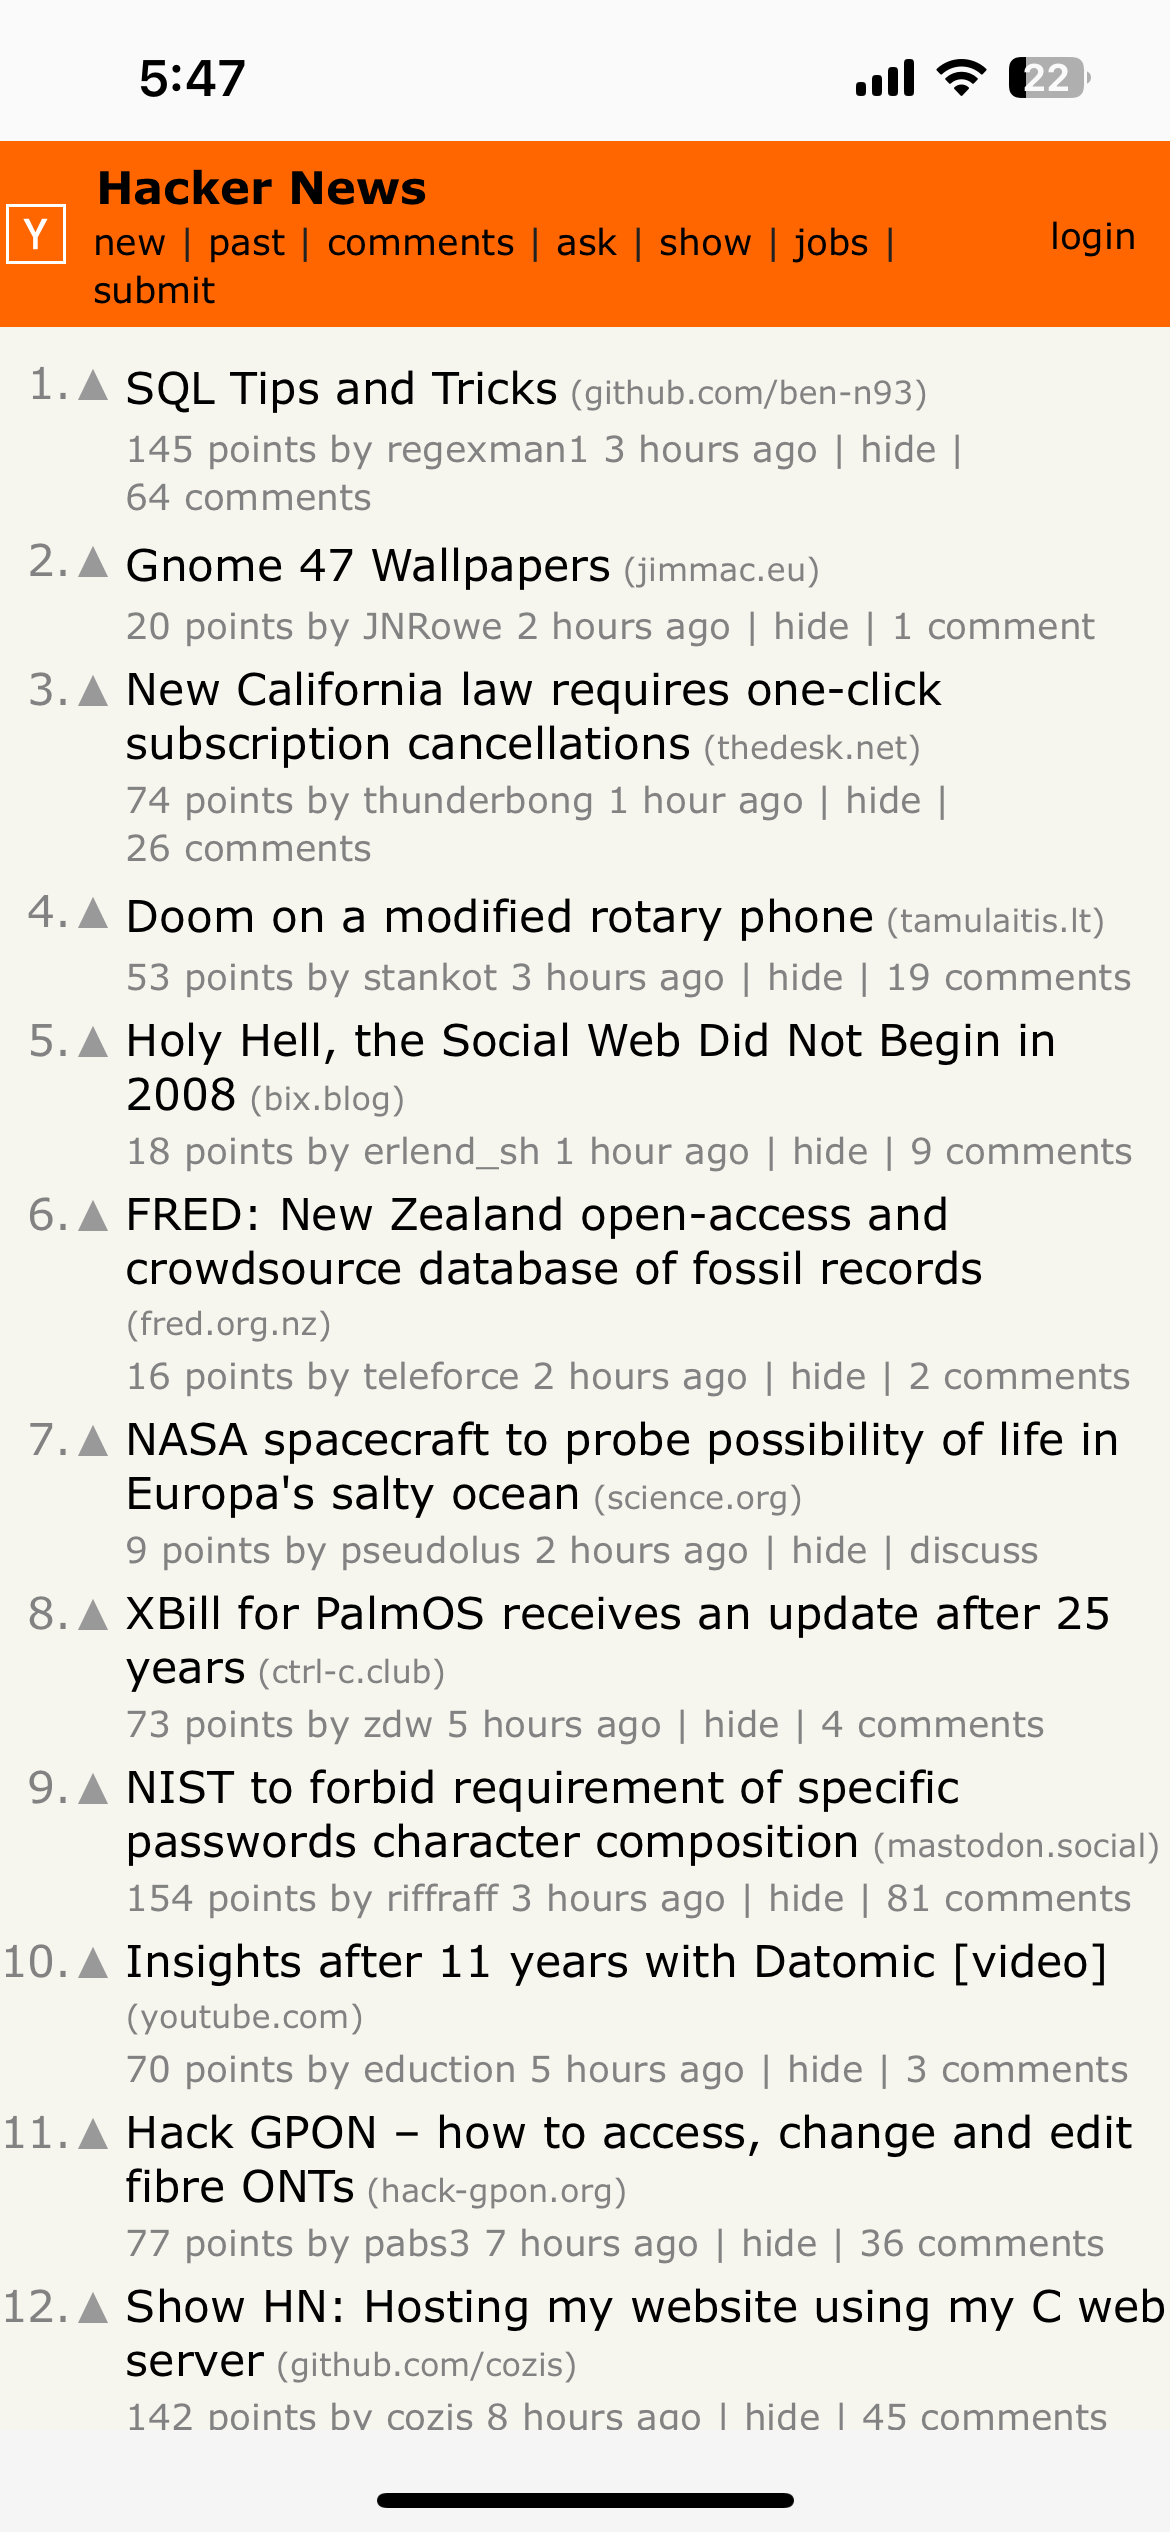 5:47
22
Hacker News
Y
new | past | comments | ask | show | jobs |
submit
login
1. ▲ SQL Tips and Tricks (github.com/ben-n93)
145 points by regexman1 3 hours ago | hide |
64 comments
2. ▲ Gnome 47 Wallpapers (jimmac.eu)
20 points by JNRowe 2 hours ago | hide | 1 comment
3. ▲ New California law requires one-click
subscription cancellations (thedesk.net)
74 points by thunderbong 1 hour ago | hide |
26 comments
4. ▲ Doom on a modified rotary phone (tamulaitis.lt)
53 points by stankot 3 hours ago | hide | 19 comments
5. ▲ Holy Hell, the Social Web Did Not Begin in
2008 (bix.blog)
18 points by erlend_sh 1 hour ago | hide | 9 comments
6. ▲ FRED: New Zealand open-access and
crowdsource database of fossil records
(fred.org.nz)
16 points by teleforce 2 hours ago | hide | 2 comments
7. ▲ NASA spacecraft to probe possibility of life in
Europa's salty ocean (science.org)
9 points by pseudolus 2 hours ago | hide | discuss
8. ▲ XBill for PalmOS receives an update after 25
years (ctrl-c.club)
73 points by zdw 5 hours ago | hide | 4 comments
9. ▲ NIST to forbid requirement of specific
passwords character composition (mastodon.social)
154 points by riffraff 3 hours ago | hide | 81 comments
10. ▲ Insights after 11 years with Datomic [video]
(youtube.com)
70 points by eduction 5 hours ago | hide | 3 comments
11. ▲ Hack GPON – how to access, change and edit
fibre ONTs (hack-gpon.org)
77 points by pabs3 7 hours ago | hide | 36 comments
12. ▲ Show HN: Hosting my website using my C web
server (github.com/cozis)
142 points by cozis 8 hours ago | hide | 45 comments